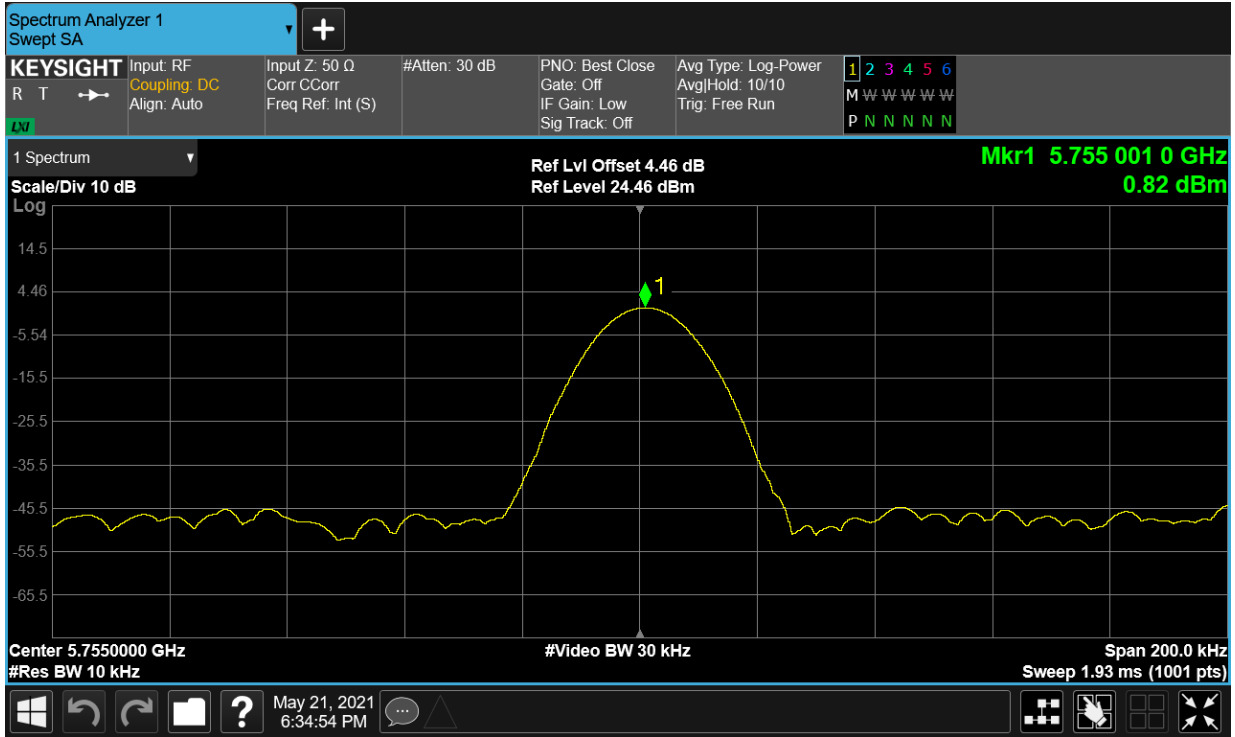 Spectrum Analyzer 1
Swept SA
▼
+
KEYSIGHT
R T
LXI
Input: RF
Coupling: DC
Align: Auto
Input Z: 50 Ω
Corr CCorr
Freq Ref: Int (S)
#Atten: 30 dB
PNO: Best Close
Gate: Off
IF Gain: Low
Sig Track: Off
Avg Type: Log-Power
Avg|Hold: 10/10
Trig: Free Run
1 2 3 4 5 6
M W W W W W
P N N N N N
1 Spectrum ▼
Scale/Div 10 dB
Log
Ref Lvl Offset 4.46 dB
Ref Level 24.46 dBm
Mkr1 5.755 001 0 GHz
0.82 dBm
14.5
4.46
1
-5.54
-15.5
-25.5
-35.5
-45.5
-55.5
-65.5
Center 5.7550000 GHz
#Res BW 10 kHz
#Video BW 30 kHz
Span 200.0 kHz
Sweep 1.93 ms (1001 pts)
?
May 21, 2021
6:34:54 PM